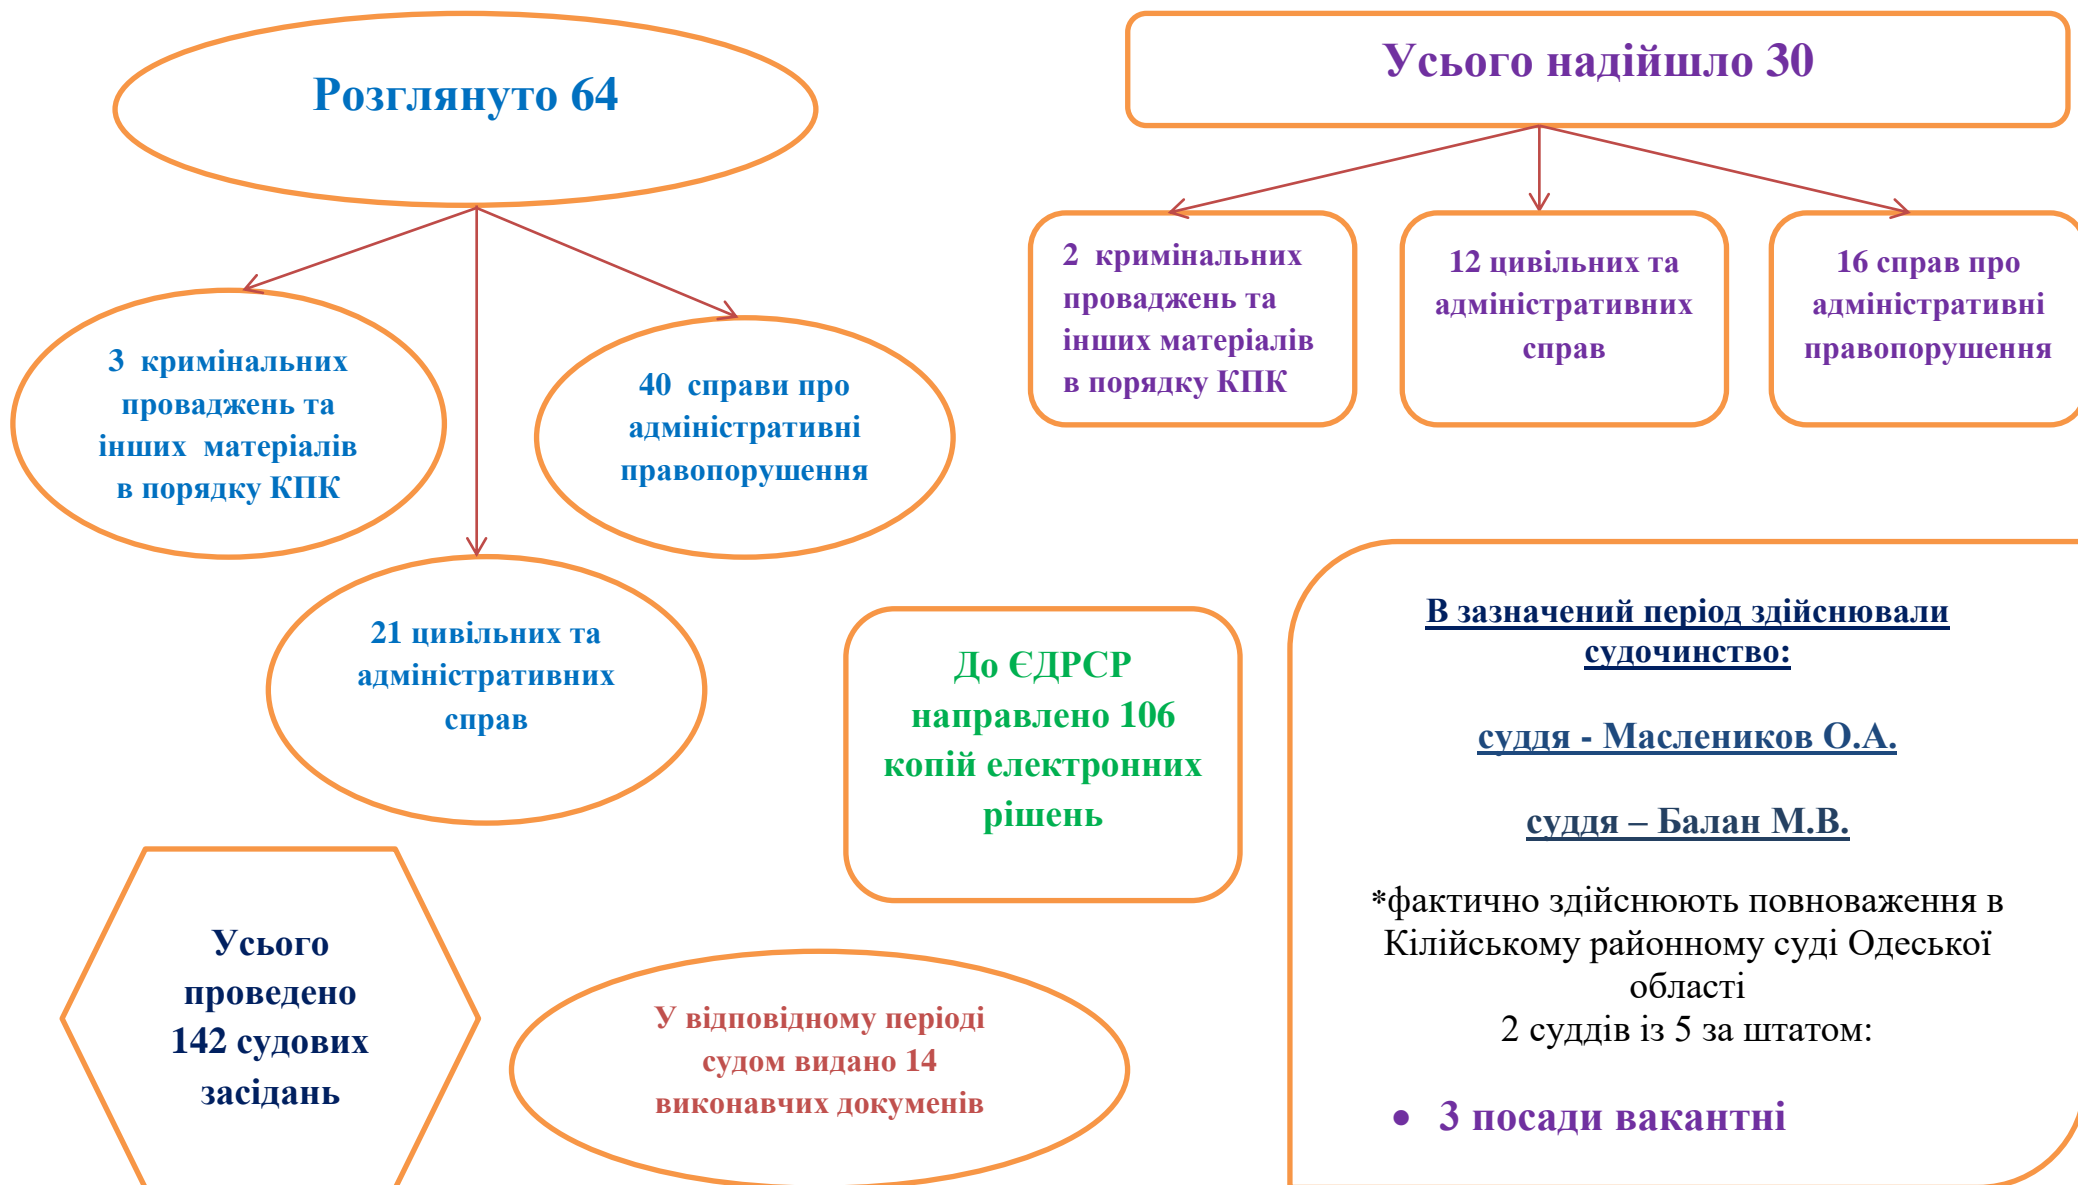 Розглянуто 64
Усього надійшло 30
3 кримінальних
проваджень та
інших матеріалів
в порядку КПК
40 справи про
адміністративні
правопорушення
21 цивільних та
адміністративних
справ
2 кримінальних
проваджень та
інших матеріалів
в порядку КПК
12 цивільних та
адміністративних
справ
16 справ про
адміністративні
правопорушення
До ЄДРСР
направлено 106
копій електронних
рішень
В зазначений період здійснювали
судочинство:
суддя - Маслеников О.А.
суддя – Балан М.В.
*фактично здійснюють повноваження в
Кілійському районному суді Одеської
області
2 суддів із 5 за штатом:
• 3 посади вакантні
Усього
проведено
142 судових
засідань
У відповідному періоді
судом видано 14
виконавчих докуменів